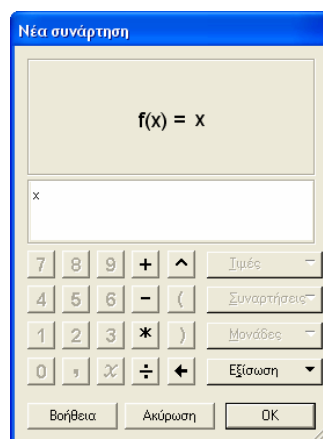 Νέα συνάρτηση
f(x) = x
x
7 8 9 + ^ Τιμές
4 5 6 - ( Συναρτήσεις
1 2 3 * ) Μονάδες
0 , x ÷ Εξίσωση
Βοήθεια Ακύρωση OK